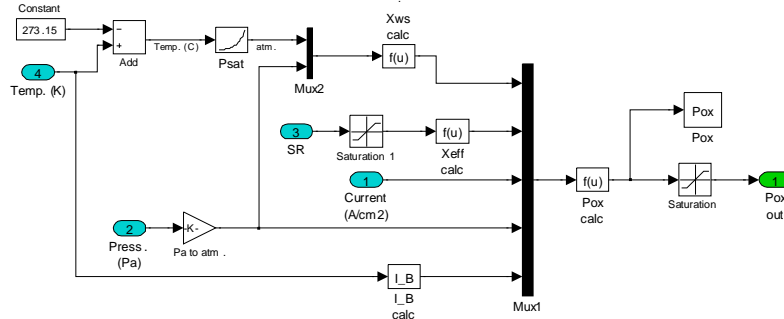 Constant
273.15
−
+
Add
Temp. (C)
Psat
atm.
Mux2
Xws
calc
f(u)
4
Temp. (K)
3
SR
Saturation 1
f(u)
Xeff
calc
1
Current
(A/cm2)
2
Press.
(Pa)
-K-
Pa to atm.
I_B
I_B
calc
Mux1
f(u)
Pox
calc
Pox
Pox
Saturation
1
Pox
out